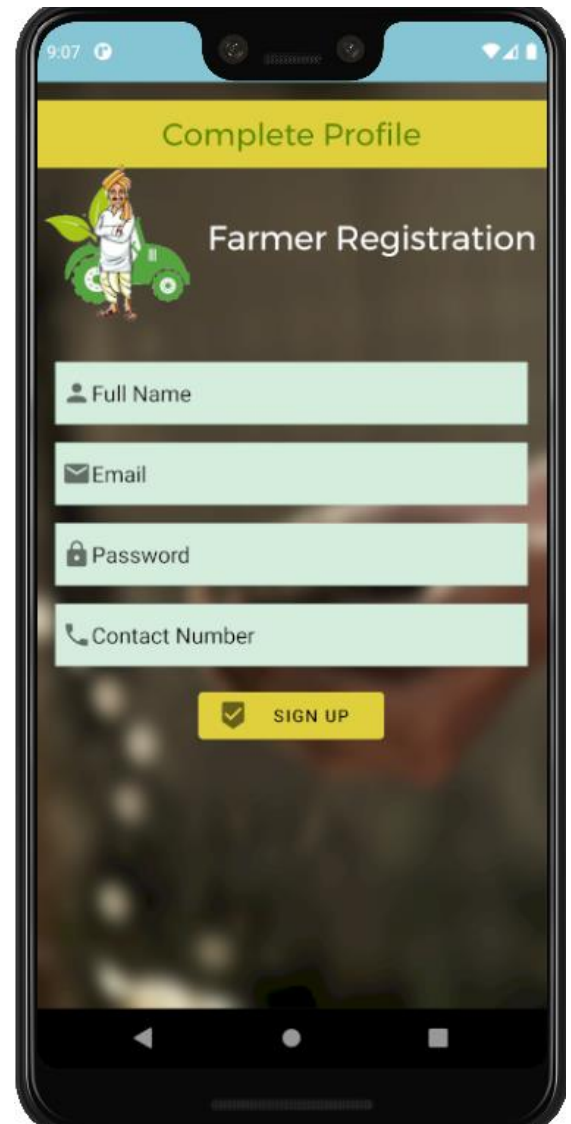 9:07
Complete Profile
Farmer Registration
Full Name
Email
Password
Contact Number
SIGN UP